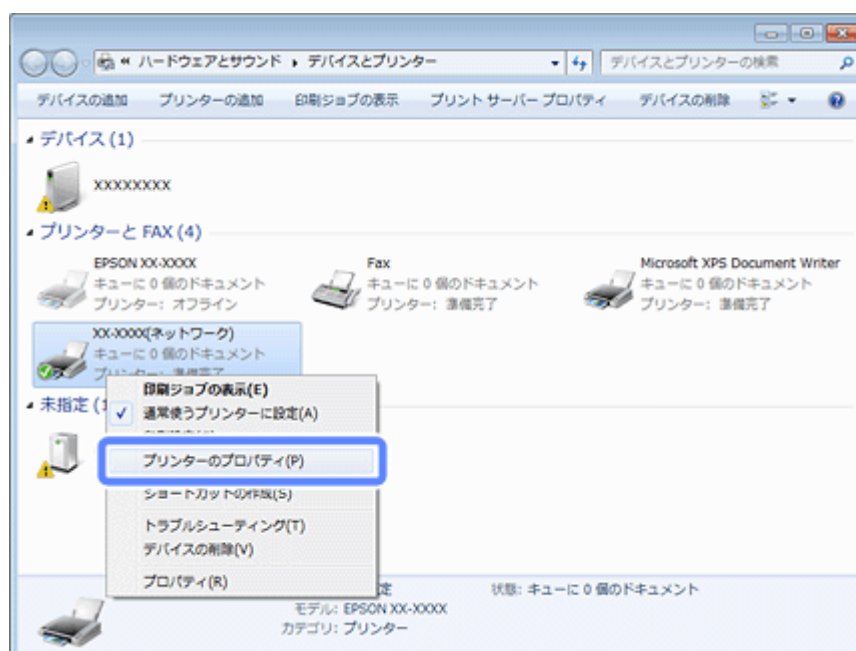 « ハードウェアとサウンド ▸ デバイスとプリンター
デバイスとプリンターの検索
デバイスの追加 プリンターの追加 印刷ジョブの表示 プリント サーバー プロパティ デバイスの削除
デバイス (1)
XXXXXXXX
プリンターと FAX (4)
EPSON XX-XXXX
キューに 0 個のドキュメント
プリンター: オフライン
Fax
キューに 0 個のドキュメント
プリンター: 準備完了
Microsoft XPS Document Writer
キューに 0 個のドキュメント
プリンター: 準備完了
XX-XXXX(ネットワーク)
キューに 0 個のドキュメント
プリンター: 準備完了
未指定 (1
印刷ジョブの表示(E)
通常使うプリンターに設定(A)
プリンターのプロパティ(P)
ショートカットの作成(S)
トラブルシューティング(T)
デバイスの削除(V)
プロパティ(R)
定
状態: キューに 0 個のドキュメント
モデル: EPSON XX-XXXX
カテゴリ: プリンター